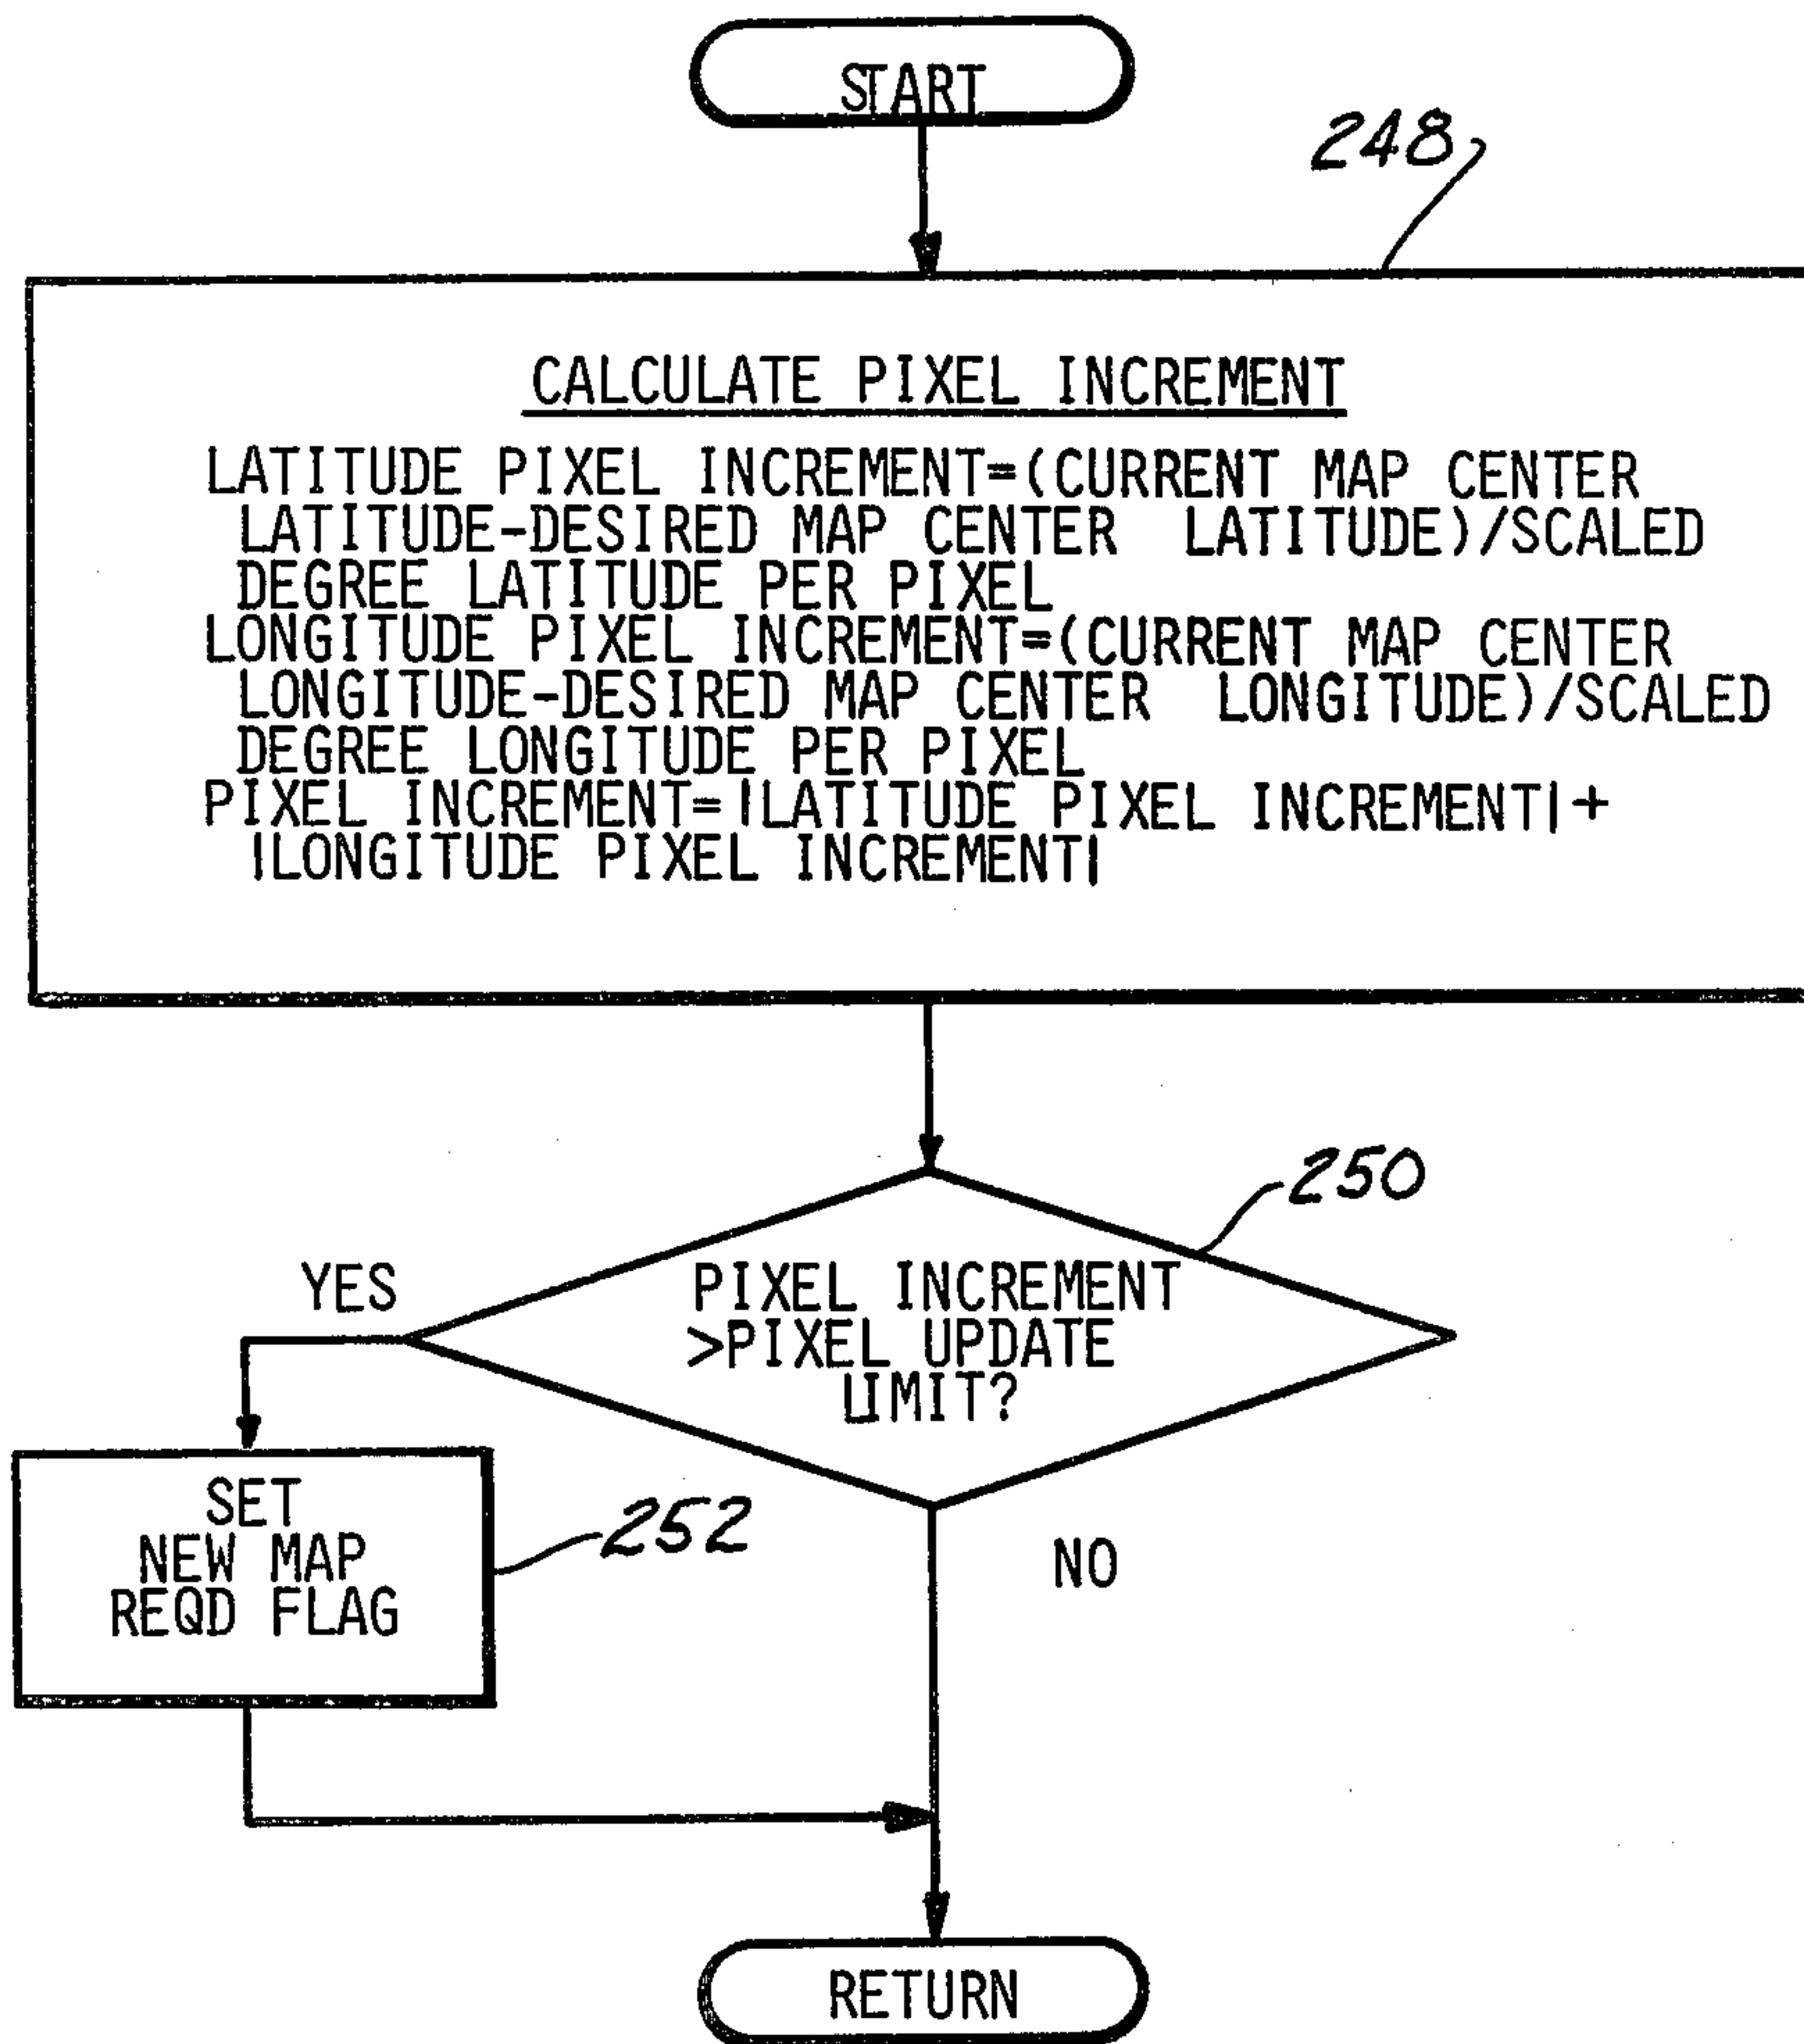 START
248
CALCULATE PIXEL INCREMENT
LATITUDE PIXEL INCREMENT=(CURRENT MAP CENTER
LATITUDE-DESIRED MAP CENTER LATITUDE)/SCALED
DEGREE LATITUDE PER PIXEL
LONGITUDE PIXEL INCREMENT=(CURRENT MAP CENTER
LONGITUDE-DESIRED MAP CENTER LONGITUDE)/SCALED
DEGREE LONGITUDE PER PIXEL
PIXEL INCREMENT=|LATITUDE PIXEL INCREMENT|+
|LONGITUDE PIXEL INCREMENT|
250
YES
PIXEL INCREMENT
>PIXEL UPDATE
LIMIT?
SET
NEW MAP
REQD FLAG
252
NO
RETURN